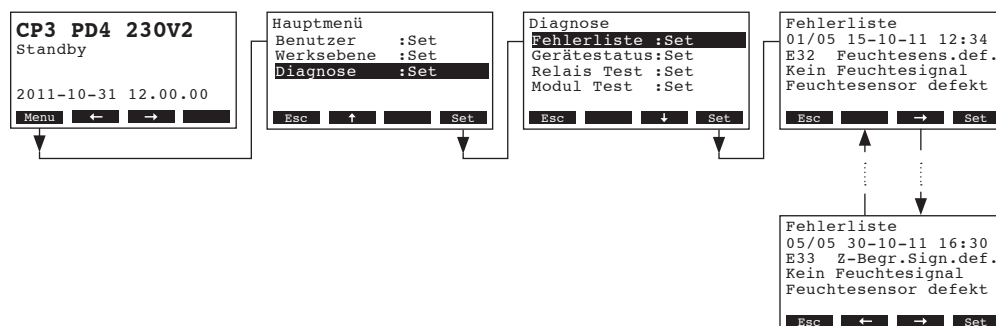 CP3 PD4 230V2
Standby
2011-10-31 12.00.00
Menu ← →
Hauptmenü
Benutzer :Set
Werksebene :Set
Diagnose :Set
Esc ↑ Set
Diagnose
Fehlerliste :Set
Gerätestatus:Set
Relais Test :Set
Modul Test :Set
Esc ↓ Set
Fehlerliste
01/05 15-10-11 12:34
E32 Feuchtesens.def.
Kein Feuchtesignal
Feuchtesensor defekt
Esc → Set
Fehlerliste
05/05 30-10-11 16:30
E33 Z-Begr.Sign.def.
Kein Feuchtesignal
Feuchtesensor defekt
Esc ← → Set